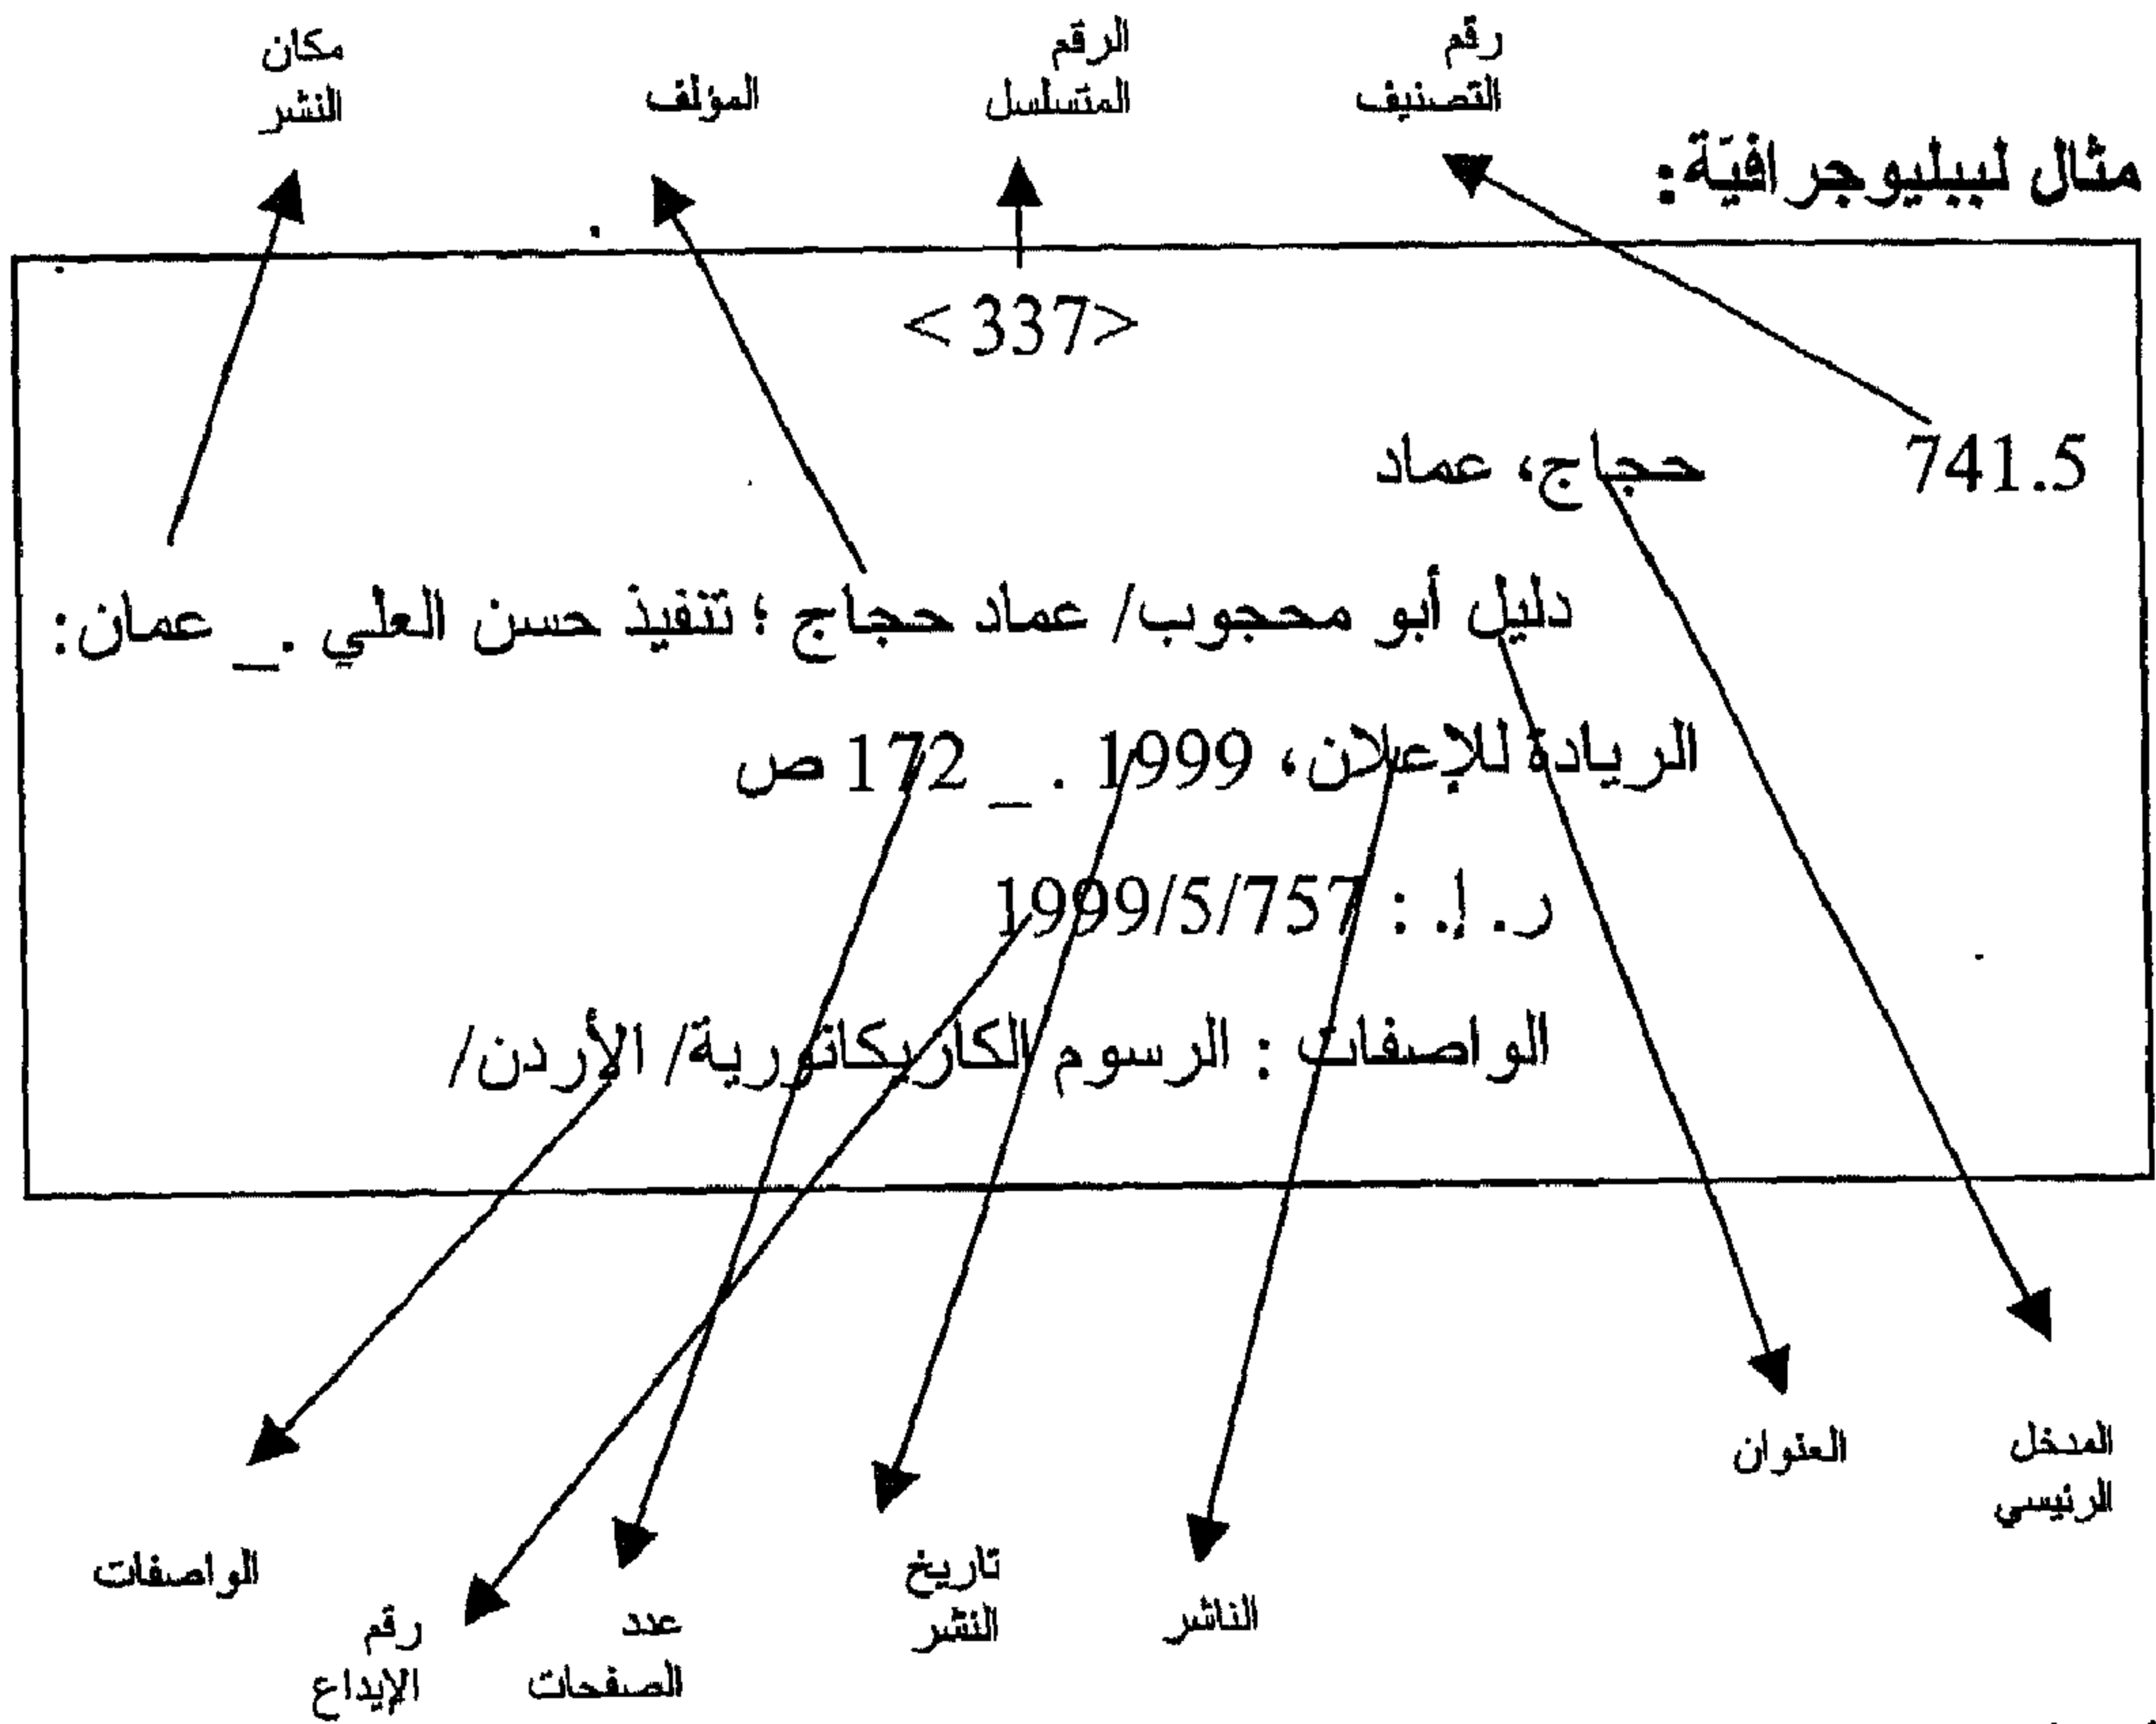 رقم
التصنيف
الرقم
المتسلسل
المؤلف
مكان
النشر
مثال لببليوجرافيّة:
<337>
741.5 حجاج، عماد
دليل أبو محجوب/ عماد حجاج ؛ تنفيذ حسن العلي ._ عمان:
الريادة للإعلان، 1999 ._ 172 ص
ر. إ. : 1999/5/757
الواصفات : الرسوم الكاريكاتورية/ الأردن/
المدخل
الرئيسي
العنوان
الناشر
تاريخ
النشر
عدد
الصفحات
رقم
الإيداع
الواصفات